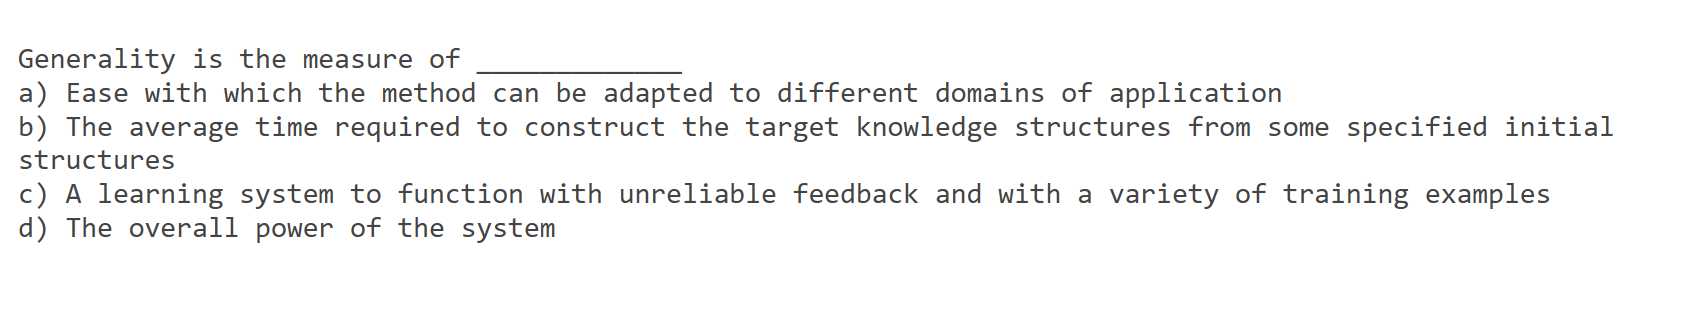 Generality is the measure of _____________
a) Ease with which the method can be adapted to different domains of application
b) The average time required to construct the target knowledge structures from some specified initial
structures
c) A learning system to function with unreliable feedback and with a variety of training examples
d) The overall power of the system